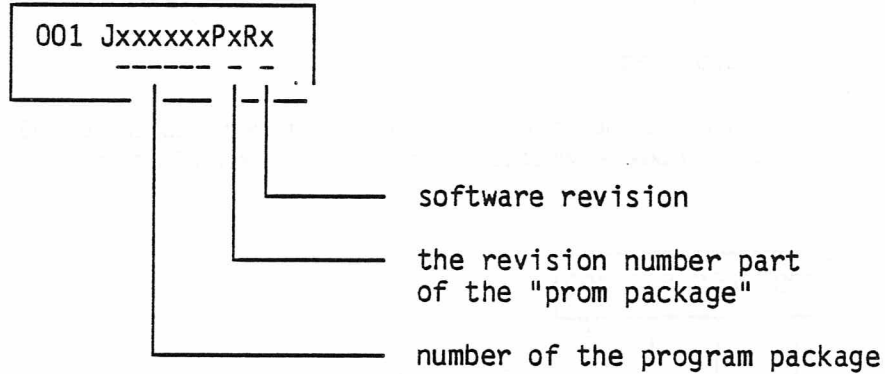 001 JxxxxxxPxRx
software revision
the revision number part
of the "prom package"
number of the program package